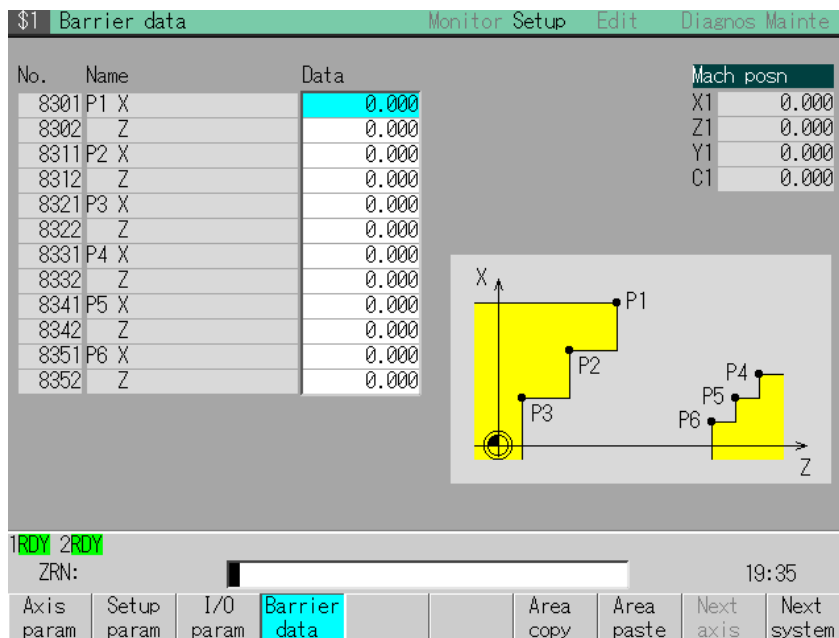 $1 Barrier data Monitor Setup Edit Diagnos Mainte
No. Name Data
8301 P1 X 0.000
8302 Z 0.000
8311 P2 X 0.000
8312 Z 0.000
8321 P3 X 0.000
8322 Z 0.000
8331 P4 X 0.000
8332 Z 0.000
8341 P5 X 0.000
8342 Z 0.000
8351 P6 X 0.000
8352 Z 0.000
Mach posn
X1 0.000
Z1 0.000
Y1 0.000
C1 0.000
X
P1
P2
P3
P4
P5
P6
Z
1RDY 2RDY
ZRN: 19:35
Axis param
Setup param
I/O param
Barrier data
Area copy
Area paste
Next axis
Next system